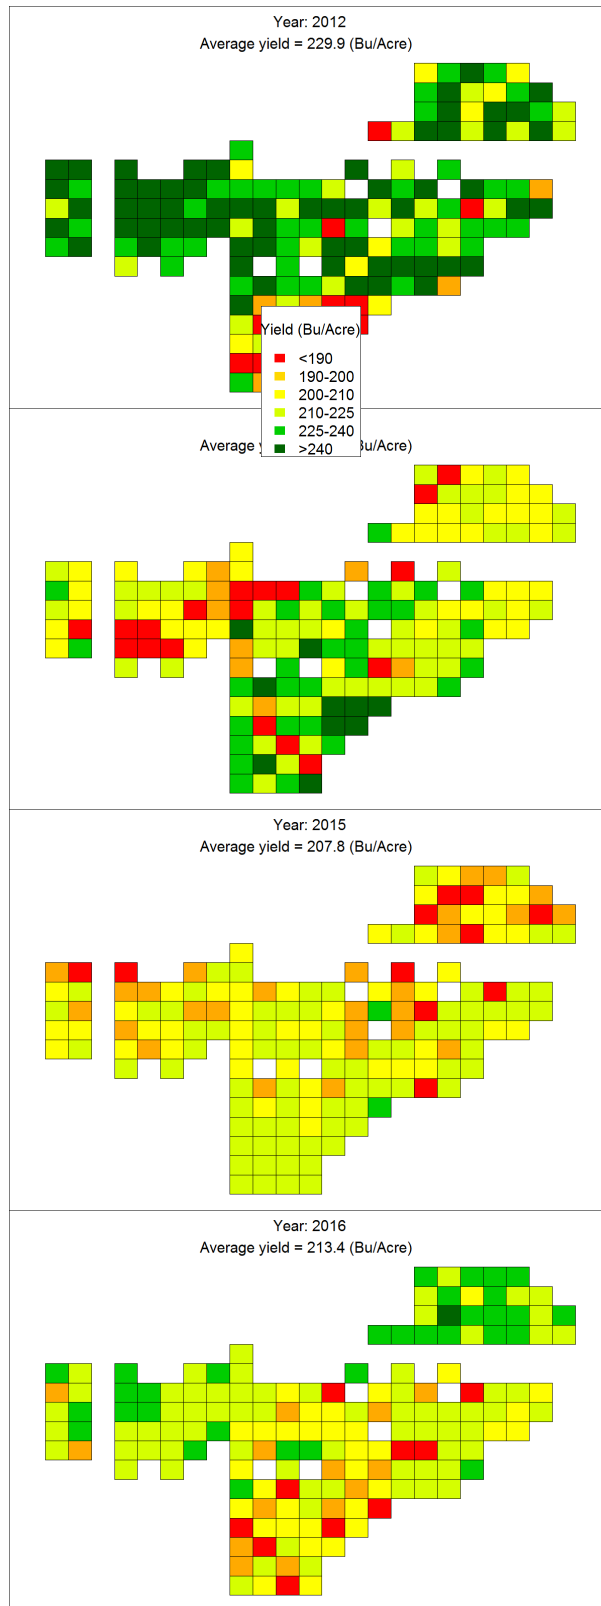 Year: 2012
Average yield = 229.9 (Bu/Acre)
Yield (Bu/Acre)
<190
190-200
200-210
210-225
225-240
>240
Average (Bu/Acre)
Year: 2015
Average yield = 207.8 (Bu/Acre)
Year: 2016
Average yield = 213.4 (Bu/Acre)